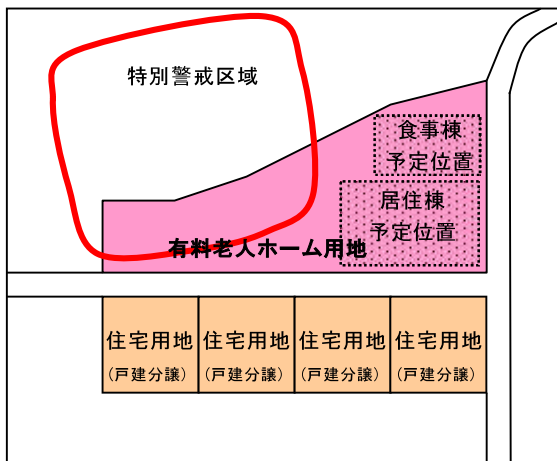 特別警戒区域
食事棟
予定位置
居住棟
予定位置
有料老人ホーム用地
住宅用地
(戸建分譲)
住宅用地
(戸建分譲)
住宅用地
(戸建分譲)
住宅用地
(戸建分譲)